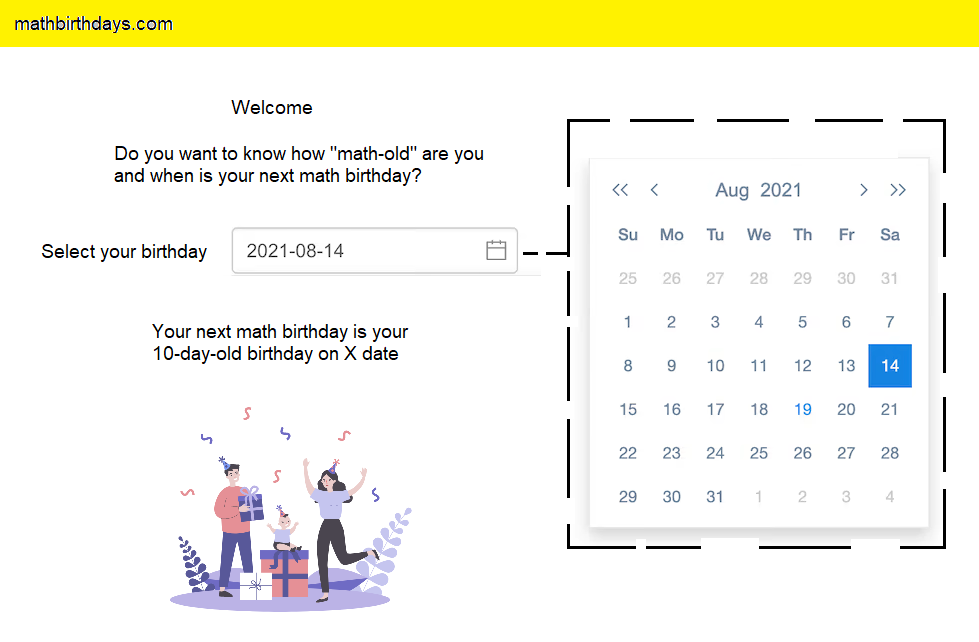 mathbirthdays.com
Welcome
Do you want to know how "math-old" are you
and when is your next math birthday?
Select your birthday 2021-08-14
Your next math birthday is your
10-day-old birthday on X date
<< < Aug 2021 > >>
Su Mo Tu We Th Fr Sa
25 26 27 28 29 30 31
1 2 3 4 5 6 7
8 9 10 11 12 13 14
15 16 17 18 19 20 21
22 23 24 25 26 27 28
29 30 31 1 2 3 4